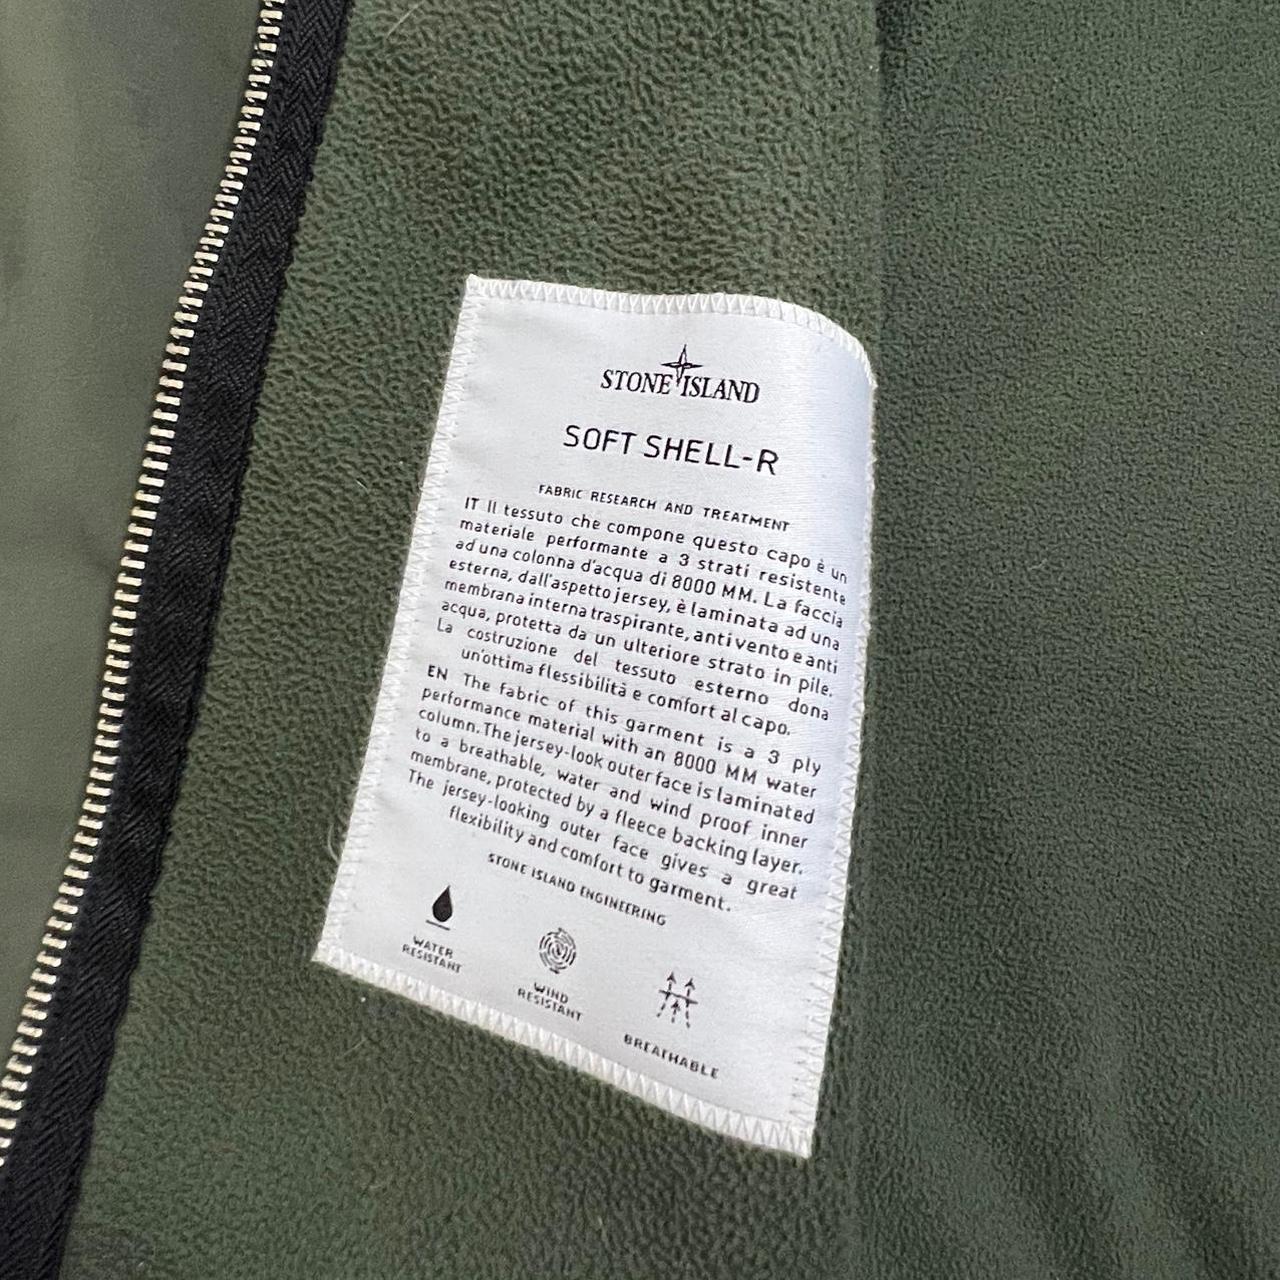 STONE ISLAND
SOFT SHELL-R
FABRIC RESEARCH AND TREATMENT
IT Il tessuto che compone questo capo è un
materiale performante a 3 strati resistente
ad una colonna d'acqua di 8000 MM. La faccia
esterna, dall'aspetto jersey, è laminata ad una
membrana interna traspirante, antivento e anti
acqua, protetta da un ulteriore strato in pile.
La costruzione del tessuto esterno dona
un'ottima flessibilità e comfort al capo.
EN The fabric of this garment is a 3 ply
performance material with an 8000 MM water
column. The jersey-look outer face is laminated
to a breathable, water and wind proof inner
membrane, protected by a fleece backing layer.
The jersey-looking outer face gives a great
flexibility and comfort to garment.
STONE ISLAND ENGINEERING
WATER
RESISTANT
WIND
RESISTANT
BREATHABLE